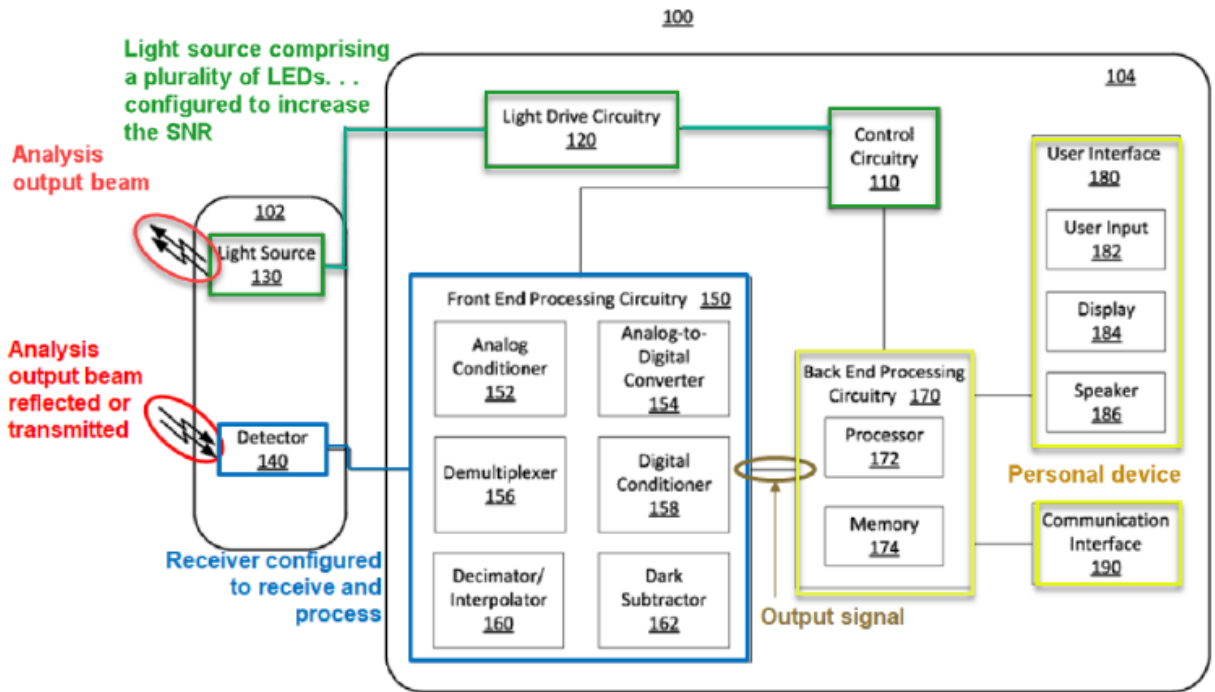 100
Light source comprising
a plurality of LEDs. . .
configured to increase
the SNR
104
Light Drive Circuitry
120
Control
Circuitry
110
Analysis
output beam
User Interface
180
102
Light Source
130
User Input
182
Front End Processing Circuitry 150
Display
184
Analog
Conditioner
152
Analog-to-
Digital
Converter
154
Analysis
output beam
reflected or
transmitted
Back End Processing
Circuitry 170
Speaker
186
Detector
140
Processor
172
Demultiplexer
156
Digital
Conditioner
158
Personal device
Memory
174
Communication
Interface
190
Receiver configured
to receive and
process
Decimator/
Interpolator
160
Dark
Subtractor
162
Output signal